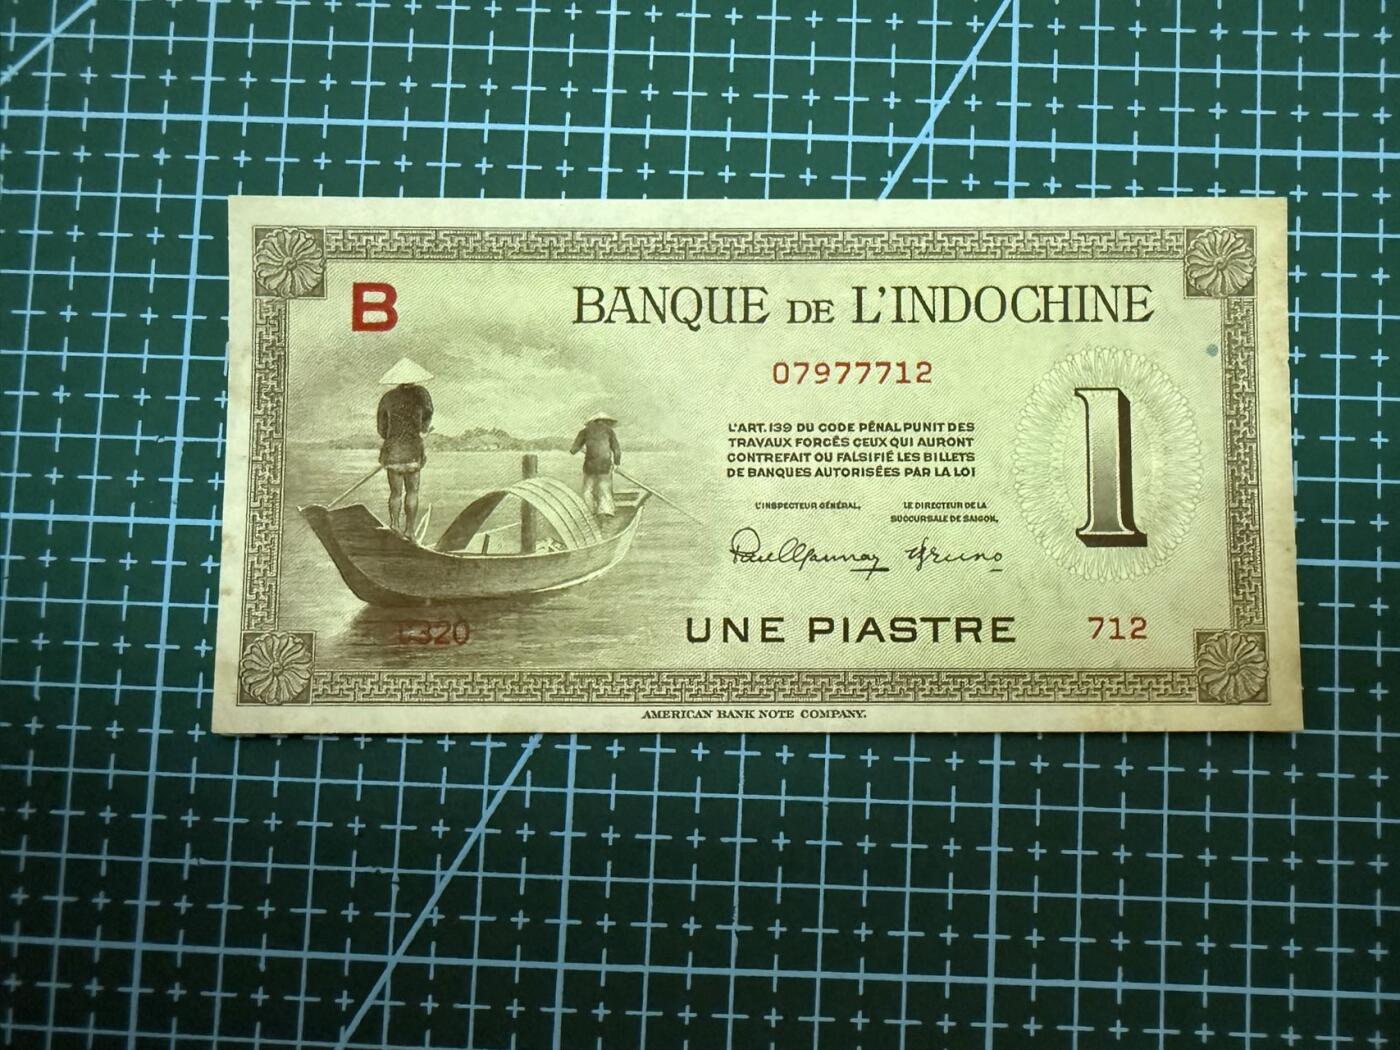 B
BANQUE DE L'INDOCHINE
07977712
L'ART. 139 DU CODE PÉNAL PUNIT DES
TRAVAUX FORCÉS CEUX QUI AURONT
CONTREFAIT OU FALSIFIÉ LES BILLETS
DE BANQUES AUTORISÉES PAR LA LOI
1
L'INSPECTEUR GÉNÉRAL,
LE DIRECTEUR DE LA
SUCCURSALE DE SAIGON,
320
UNE PIASTRE
712
AMERICAN BANK NOTE COMPANY.